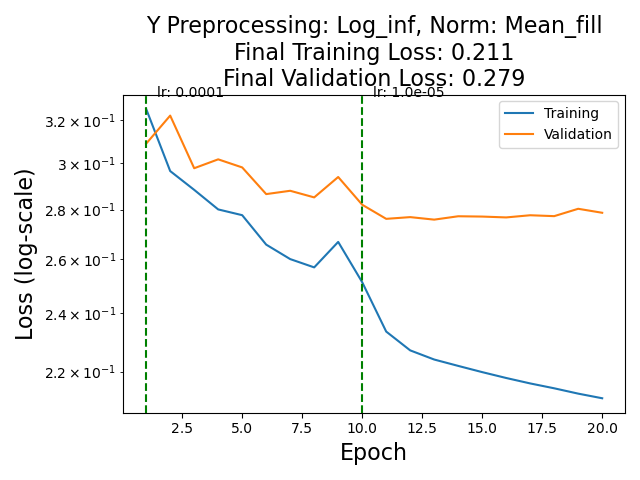 Y Preprocessing: Log_inf, Norm: Mean_fill
Final Training Loss: 0.211
Final Validation Loss: 0.279
lr: 0.0001
lr: 1.0e-05
Training
Validation
3.2 × 10⁻¹
3 × 10⁻¹
2.8 × 10⁻¹
2.6 × 10⁻¹
2.4 × 10⁻¹
2.2 × 10⁻¹
Loss (log-scale)
2.5 5.0 7.5 10.0 12.5 15.0 17.5 20.0
Epoch